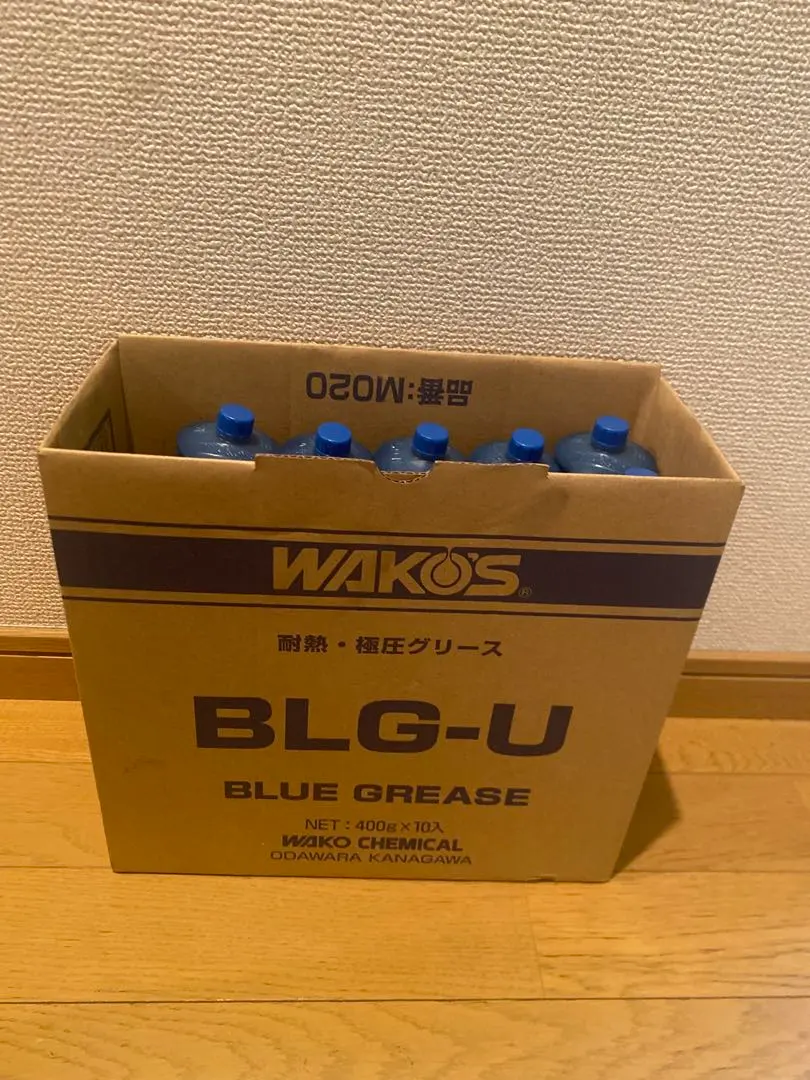 品番:M020
WAKO'S®
耐熱・極圧グリース
BLG-U
BLUE GREASE
NET:400g×10入
WAKO CHEMICAL
ODAWARA KANAGAWA